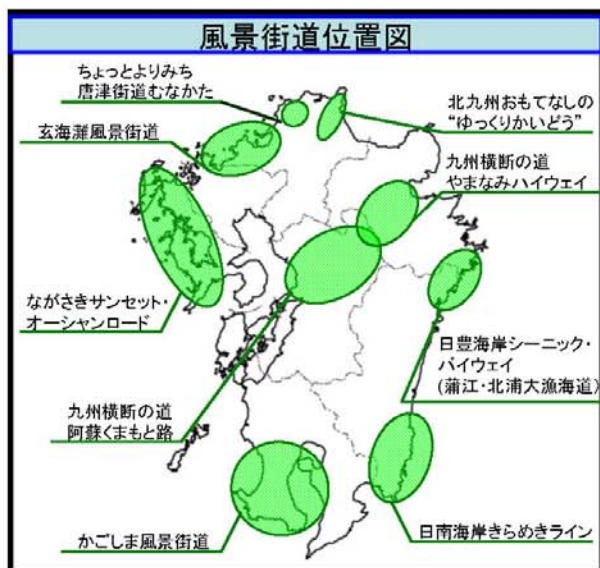 風景街道位置図
ちょっとよりみち
唐津街道むなかた
北九州おもてなしの
“ゆっくりかいどう”
玄海灘風景街道
九州横断の道
やまなみハイウェイ
ながさきサンセット・
オーシャンロード
日豊海岸シーニック・
バイウェイ
(蒲江・北浦大漁海道)
九州横断の道
阿蘇くまもと路
かごしま風景街道
日南海岸きらめきライン